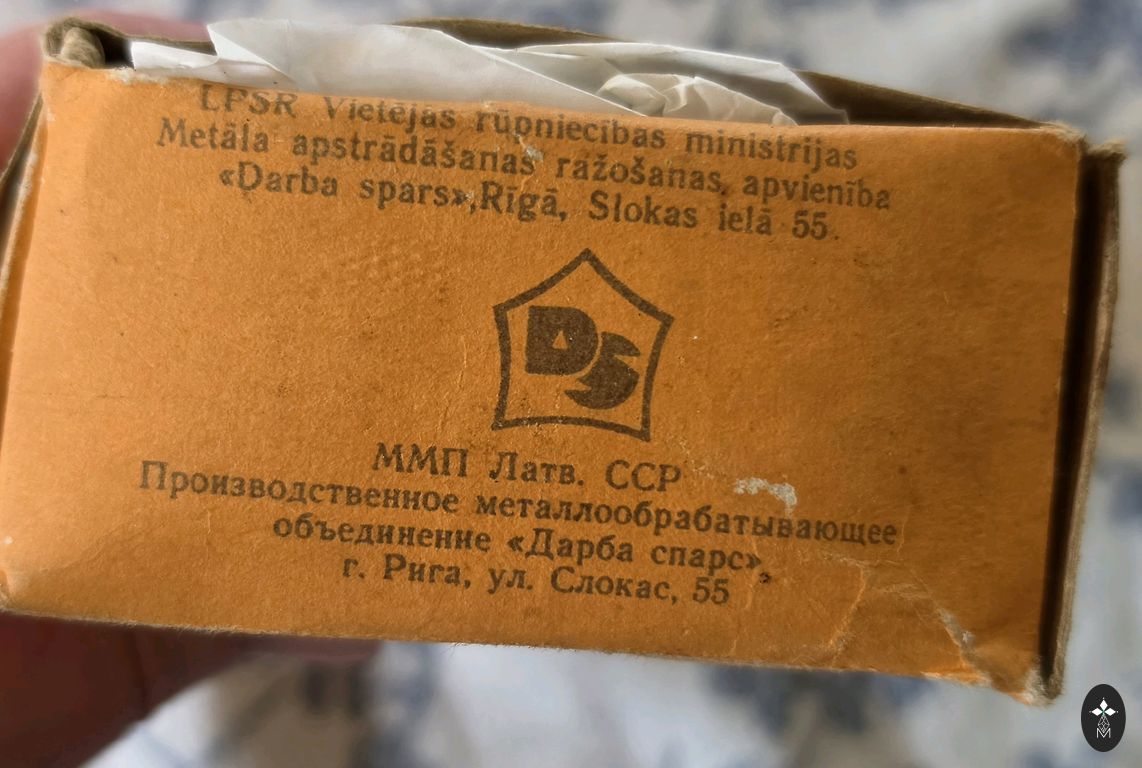 LPSR Vietējās rūpniecības ministrijas
Metāla apstrādāšanas ražošanas apvienība
«Darba spars», Rīgā, Slokas ielā 55.
DS
ММП Латв. ССР
Производственное металлообрабатывающее
объединение «Дарба спарс»,
г. Рига, ул. Слокас, 55
M